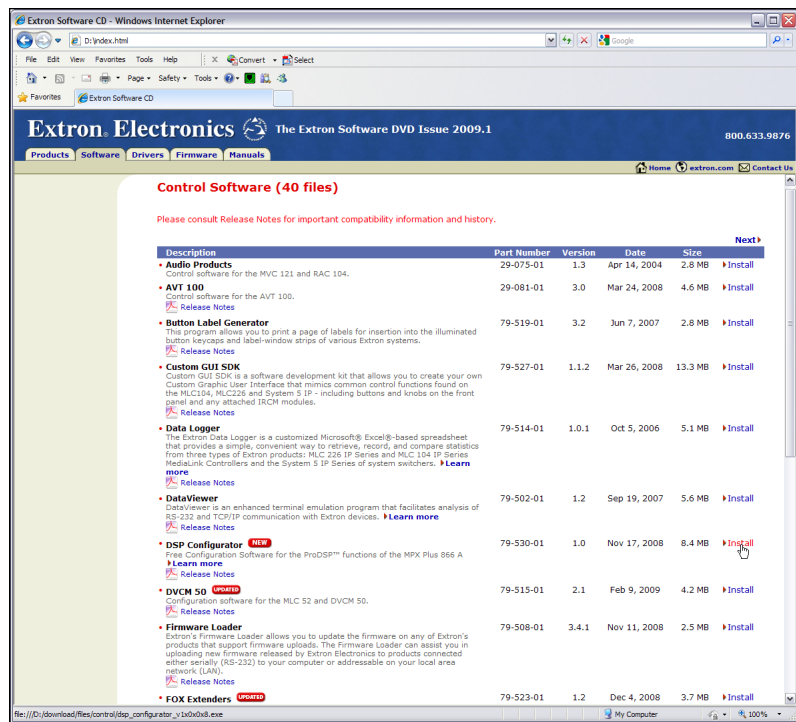 Extron Software CD - Windows Internet Explorer
D:\index.html
Google
File Edit View Favorites Tools Help X Convert Select
Page Safety Tools
Favorites Extron Software CD
Extron Electronics The Extron Software DVD Issue 2009.1
800.633.9876
Products Software Drivers Firmware Manuals
Home extron.com Contact Us
Control Software (40 files)
Please consult Release Notes for important compatibility information and history.
Next
Description Part Number Version Date Size
• Audio Products 29-075-01 1.3 Apr 14, 2004 2.8 MB Install
Control software for the MVC 121 and RAC 104.
• AVT 100 29-081-01 3.0 Mar 24, 2008 4.6 MB Install
Control software for the AVT 100.
Release Notes
• Button Label Generator 79-519-01 3.2 Jun 7, 2007 2.8 MB Install
This program allows you to print a page of labels for insertion into the illuminated
button keycaps and label-window strips of various Extron systems.
Release Notes
• Custom GUI SDK 79-527-01 1.1.2 Mar 26, 2008 13.3 MB Install
Custom GUI SDK is a software development kit that allows you to create your own
Custom Graphic User Interface that mimics common control functions found on
the MLC104, MLC226 and System 5 IP - including buttons and knobs on the front
panel and any attached IRCM modules.
Release Notes
• Data Logger 79-514-01 1.0.1 Oct 5, 2006 5.1 MB Install
The Extron Data Logger is a customized Microsoft® Excel®-based spreadsheet
that provides a simple, convenient way to retrieve, record, and compare statistics
from three types of Extron products: MLC 226 IP Series and MLC 104 IP Series
MediaLink Controllers and the System 5 IP Series of system switchers. Learn
more
Release Notes
• DataViewer 79-502-01 1.2 Sep 19, 2007 5.6 MB Install
DataViewer is an enhanced terminal emulation program that facilitates analysis of
RS-232 and TCP/IP communication with Extron devices. Learn more
Release Notes
• DSP Configurator NEW 79-530-01 1.0 Nov 17, 2008 8.4 MB Install
Free Configuration Software for the ProDSP™ functions of the MPX Plus 866 A
Learn more
Release Notes
• DVCM 50 UPDATED 79-515-01 2.1 Feb 9, 2009 4.2 MB Install
Configuration software for the MLC 52 and DVCM 50.
Release Notes
• Firmware Loader 79-508-01 3.4.1 Nov 11, 2008 2.5 MB Install
Extron's Firmware Loader allows you to update the firmware on any of Extron's
products that support firmware uploads. The Firmware Loader can assist you in
uploading new firmware released by Extron Electronics to products connected
either serially (RS-232) to your computer or addressable on your local area
network (LAN).
Release Notes
• FOX Extenders UPDATED 79-523-01 1.2 Dec 4, 2008 3.7 MB Install
file:///D:/download/files/control/dsp_configurator_v1x0x0x8.exe My Computer 100%